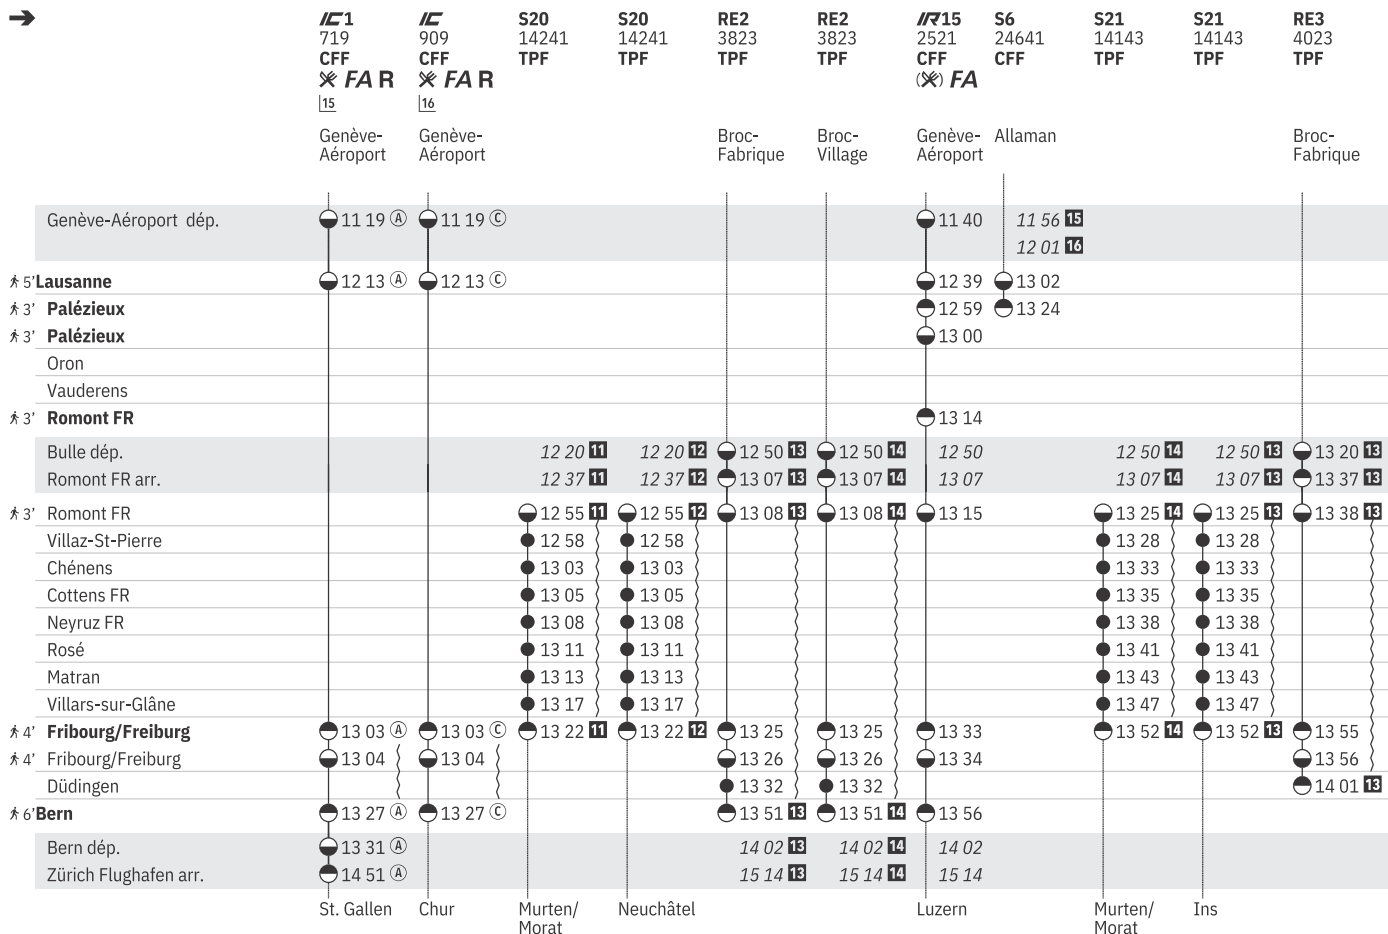 IC 1 IC S20 S20 RE2 RE2 IR 15 S6 S21 S21 RE3
719 909 14241 14241 3823 3823 2521 24641 14143 14143 4023
CFF CFF TPF TPF TPF TPF CFF CFF TPF TPF TPF
FA R FA R FA
15 16
Genève- Genève- Broc- Broc- Genève- Allaman Broc-
Aéroport Aéroport Fabrique Village Aéroport Fabrique
Genève-Aéroport dép. 11 19 A 11 19 C 11 40 11 56 15
12 01 16
5' Lausanne 12 13 A 12 13 C 12 39 13 02
3' Palézieux 12 59 13 24
3' Palézieux 13 00
Oron
Vauderens
3' Romont FR 13 14
Bulle dép. 12 20 11 12 20 12 12 50 13 12 50 14 12 50 12 50 14 12 50 13 13 20 13
Romont FR arr. 12 37 11 12 37 12 13 07 13 13 07 14 13 07 13 07 14 13 07 13 13 37 13
3' Romont FR 12 55 11 12 55 12 13 08 13 13 08 14 13 15 13 25 14 13 25 13 13 38 13
Villaz-St-Pierre 12 58 12 58 13 28 13 28
Chénens 13 03 13 03 13 33 13 33
Cottens FR 13 05 13 05 13 35 13 35
Neyruz FR 13 08 13 08 13 38 13 38
Rosé 13 11 13 11 13 41 13 41
Matran 13 13 13 13 13 43 13 43
Villars-sur-Glâne 13 17 13 17 13 47 13 47
4' Fribourg/Freiburg 13 03 A 13 03 C 13 22 11 13 22 12 13 25 13 25 13 33 13 52 14 13 52 13 13 55
4' Fribourg/Freiburg 13 04 13 04 13 26 13 26 13 34 13 56
Düdingen 13 32 13 32 14 01 13
6' Bern 13 27 A 13 27 C 13 51 13 13 51 14 13 56
Bern dép. 13 31 A 14 02 13 14 02 14 14 02
Zürich Flughafen arr. 14 51 A 15 14 13 15 14 14 15 14
St. Gallen Chur Murten/ Neuchâtel Luzern Murten/ Ins
Morat Morat